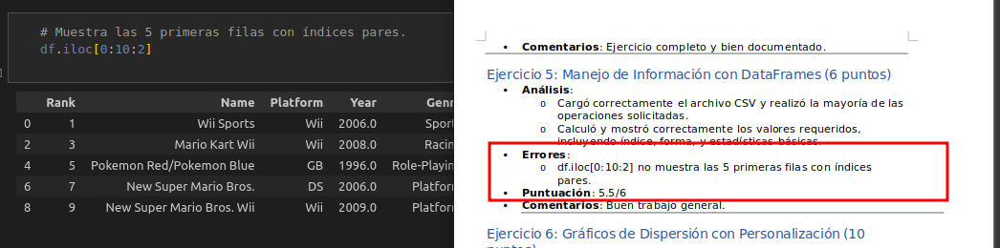 # Muestra las 5 primeras filas con índices pares.
df.iloc[0:10:2]
]
Rank Name Platform Year Genr
0 1 Wii Sports Wii 2006.0 Sport
2 3 Mario Kart Wii Wii 2008.0 Racin
4 5 Pokemon Red/Pokemon Blue GB 1996.0 Role-Playin
6 7 New Super Mario Bros. DS 2006.0 Platforr
8 9 New Super Mario Bros. Wii Wii 2009.0 Platforr
• Comentarios: Ejercicio completo y bien documentado.
Ejercicio 5: Manejo de Información con DataFrames (6 puntos)
• Análisis:
o Cargó correctamente el archivo CSV y realizó la mayoría de las
operaciones solicitadas.
o Calculó y mostró correctamente los valores requeridos,
incluyendo índice, forma, y estadísticas básicas.
• Errores:
o df.iloc[0:10:2] no muestra las 5 primeras filas con índices
pares.
• Puntuación: 5.5/6
• Comentarios: Buen trabajo general.
Ejercicio 6: Gráficos de Dispersión con Personalización (10
puntos)